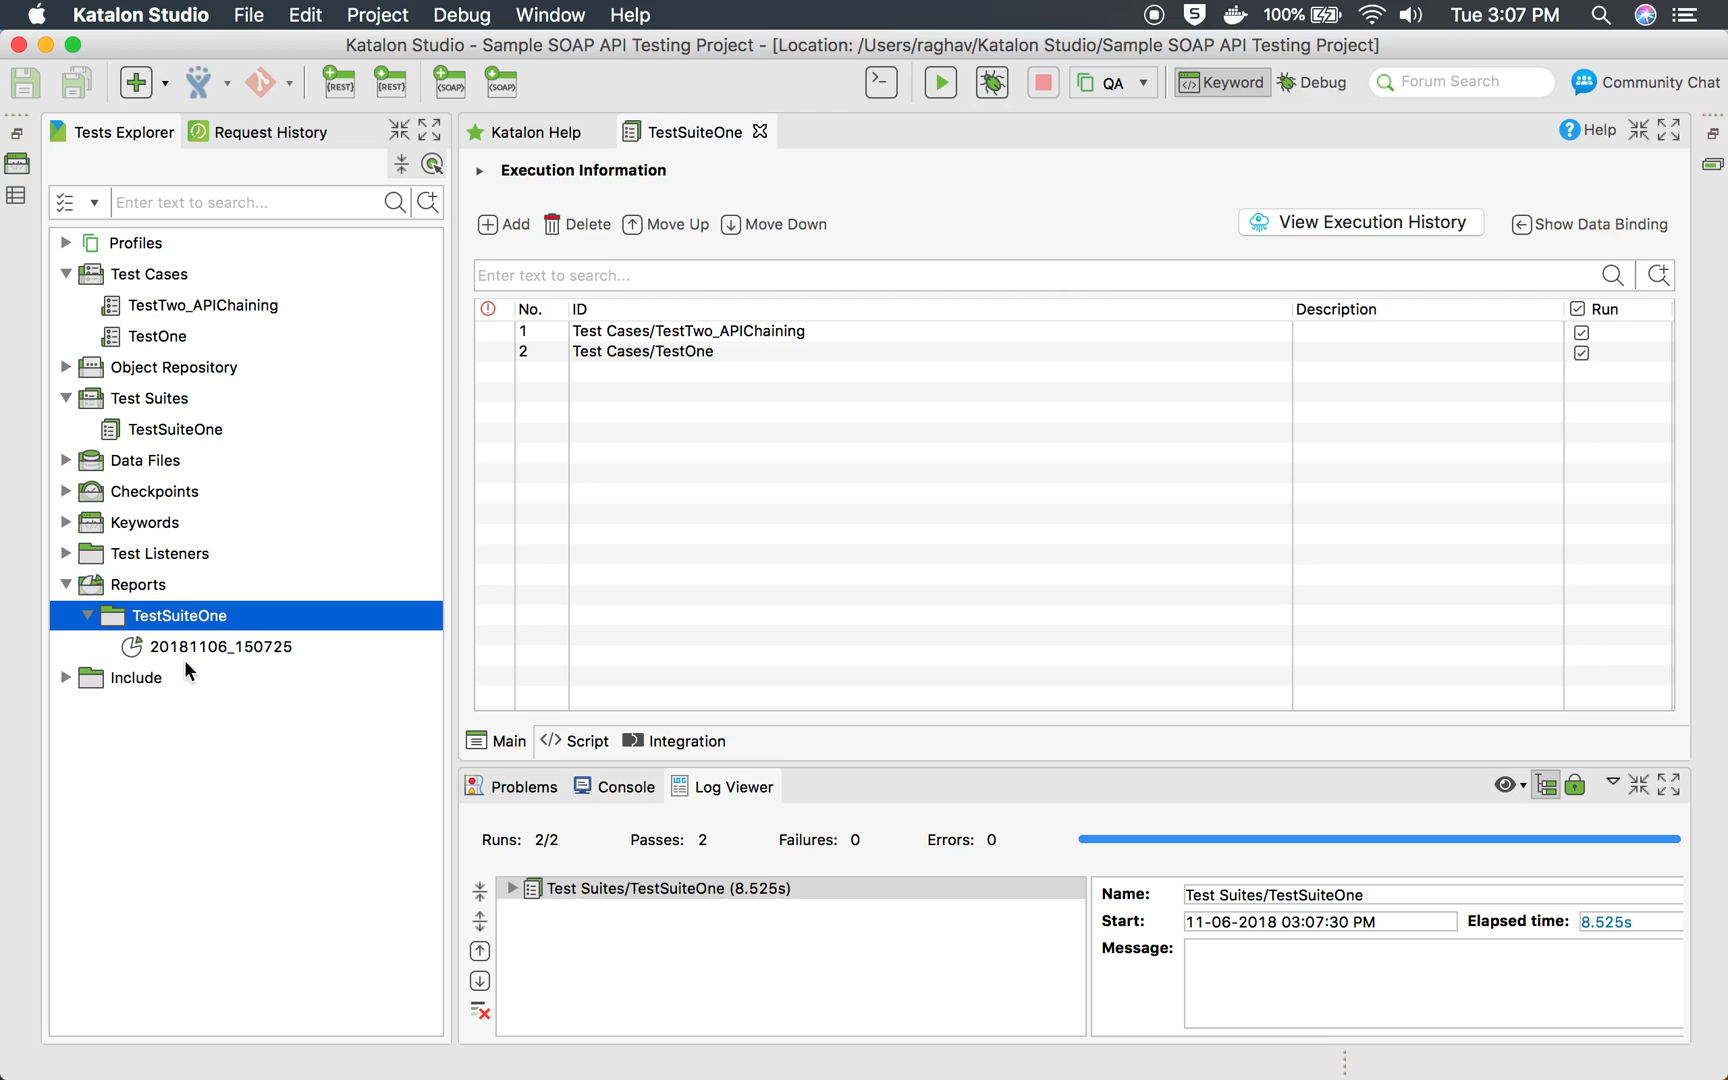 Katalon Studio File Edit Project Debug Window Help 100% Tue 3:07 PM
Katalon Studio - Sample SOAP API Testing Project - [Location: /Users/raghav/Katalon Studio/Sample SOAP API Testing Project]
{REST} {REST} {SOAP} {SOAP} QA Keyword Debug Forum Search Community Chat
Tests Explorer Request History
Enter text to search...
Profiles
Test Cases
TestTwo_APIChaining
TestOne
Object Repository
Test Suites
TestSuiteOne
Data Files
Checkpoints
Keywords
Test Listeners
Reports
TestSuiteOne
20181106_150725
Include
Katalon Help TestSuiteOne Help
Execution Information
Add Delete Move Up Move Down View Execution History Show Data Binding
Enter text to search...
No. ID Description Run
1 Test Cases/TestTwo_APIChaining
2 Test Cases/TestOne
Main Script Integration
Problems Console Log Viewer
Runs: 2/2 Passes: 2 Failures: 0 Errors: 0
Test Suites/TestSuiteOne (8.525s)
Name: Test Suites/TestSuiteOne
Start: 11-06-2018 03:07:30 PM Elapsed time: 8.525s
Message: